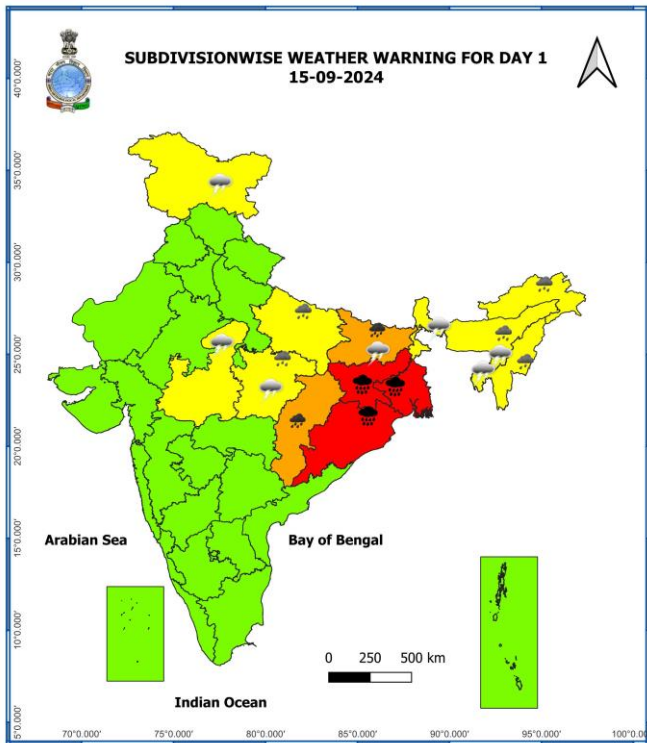 SUBDIVISIONWISE WEATHER WARNING FOR DAY 1
15-09-2024
40°0.000'
35°0.000'
30°0.000'
25°0.000'
20°0.000'
15°0.000'
10°0.000'
5°0.000'
Arabian Sea
Bay of Bengal
0 250 500 km
Indian Ocean
70°0.000' 75°0.000' 80°0.000' 85°0.000' 90°0.000' 95°0.000' 100°0.000'